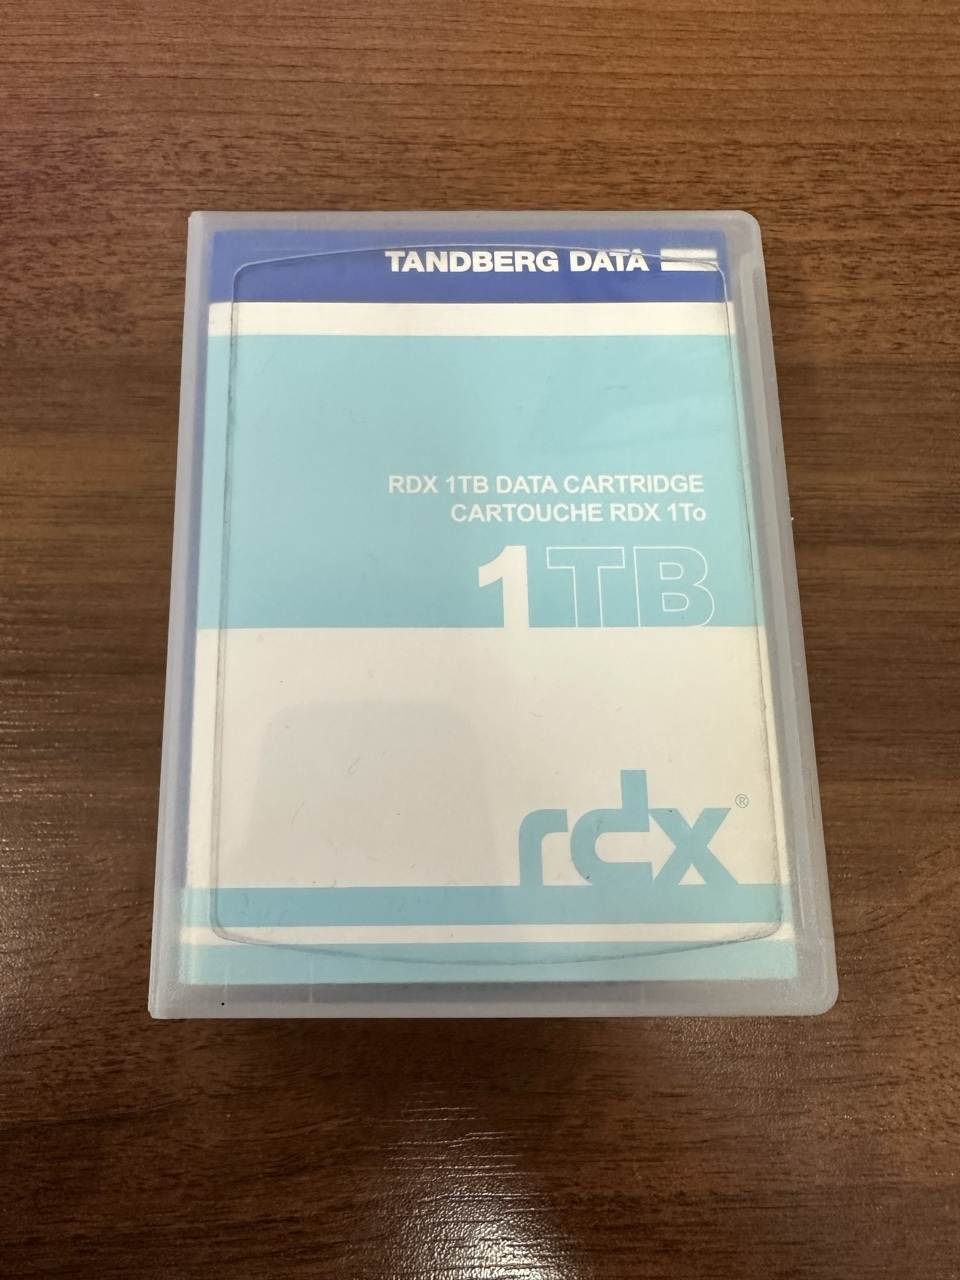 TANDBERG DATA
RDX 1TB DATA CARTRIDGE
CARTOUCHE RDX 1To
1TB
rdx®